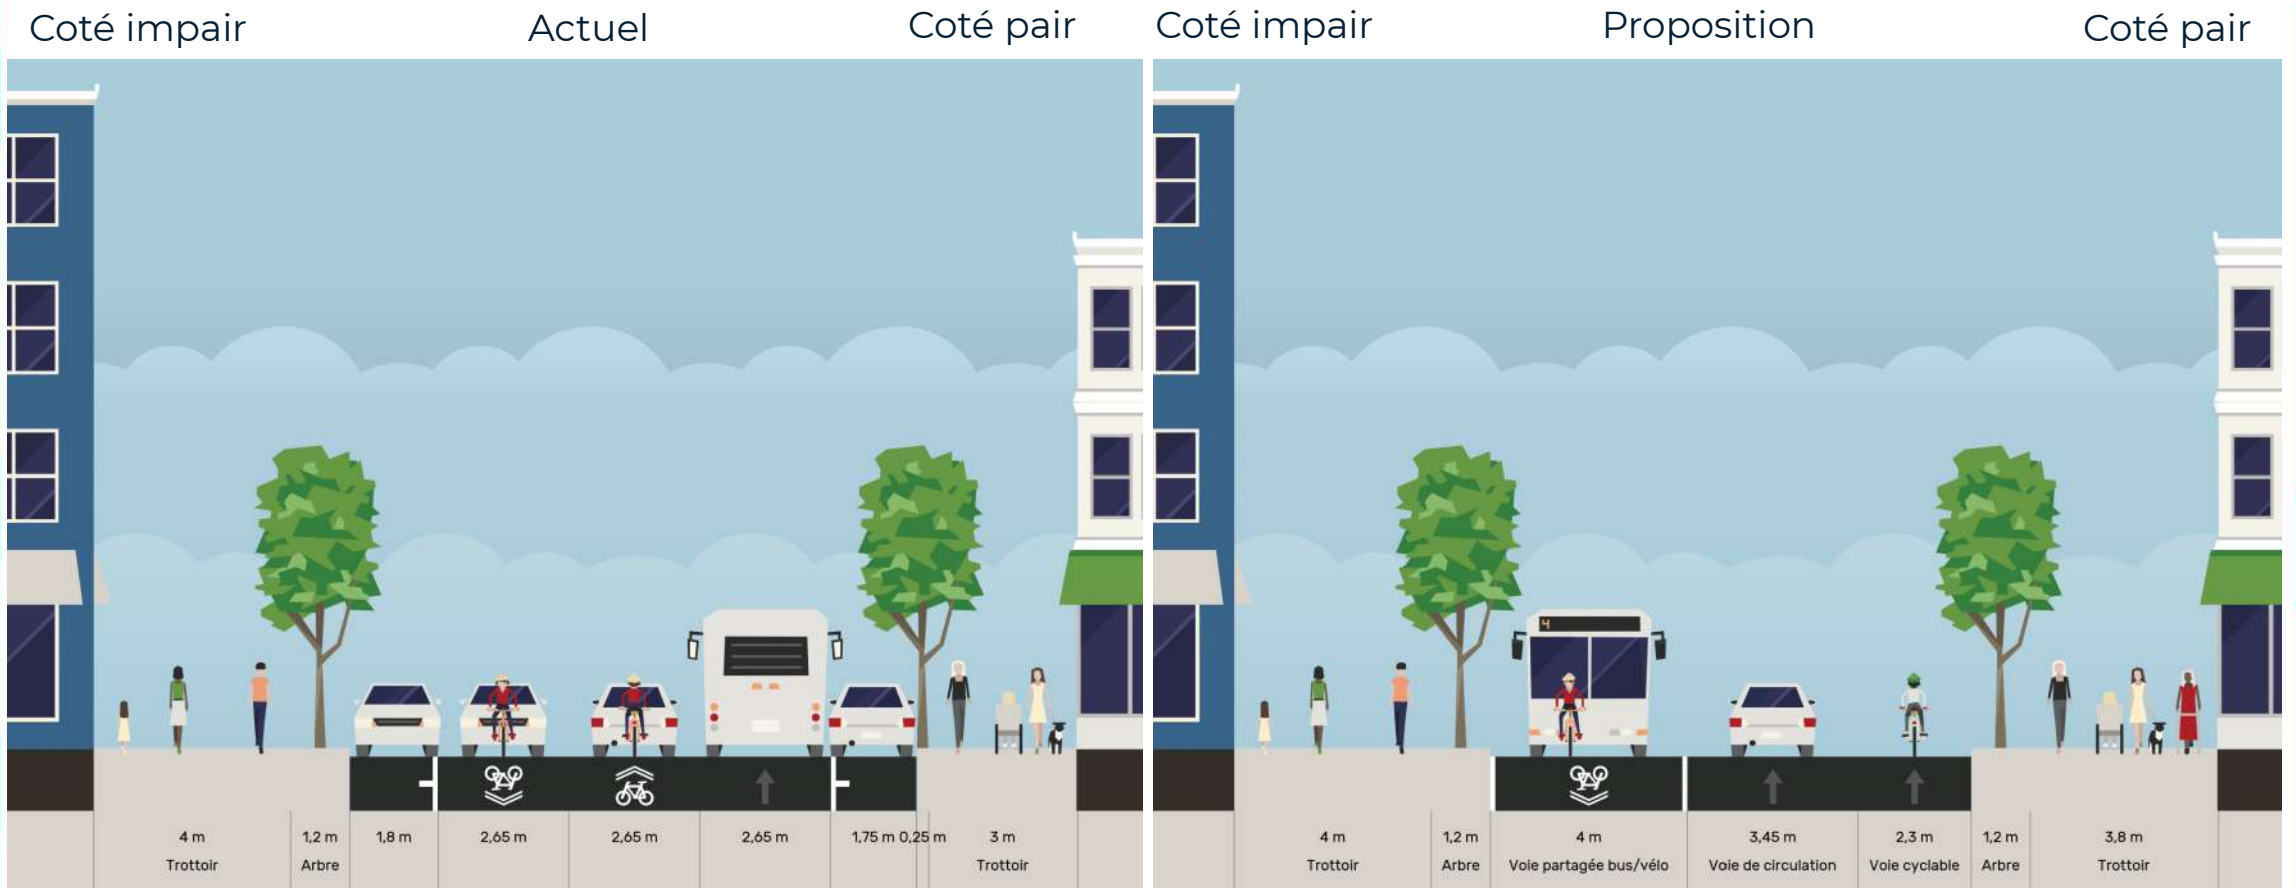 Coté impair
Actuel
Coté pair
4 m
Trottoir
1,2 m
Arbre
1,8 m
2,65 m
2,65 m
2,65 m
1,75 m
0,25 m
3 m
Trottoir
Coté impair
Proposition
Coté pair
4
4 m
Trottoir
1,2 m
Arbre
4 m
Voie partagée bus/vélo
3,45 m
Voie de circulation
2,3 m
Voie cyclable
1,2 m
Arbre
3,8 m
Trottoir